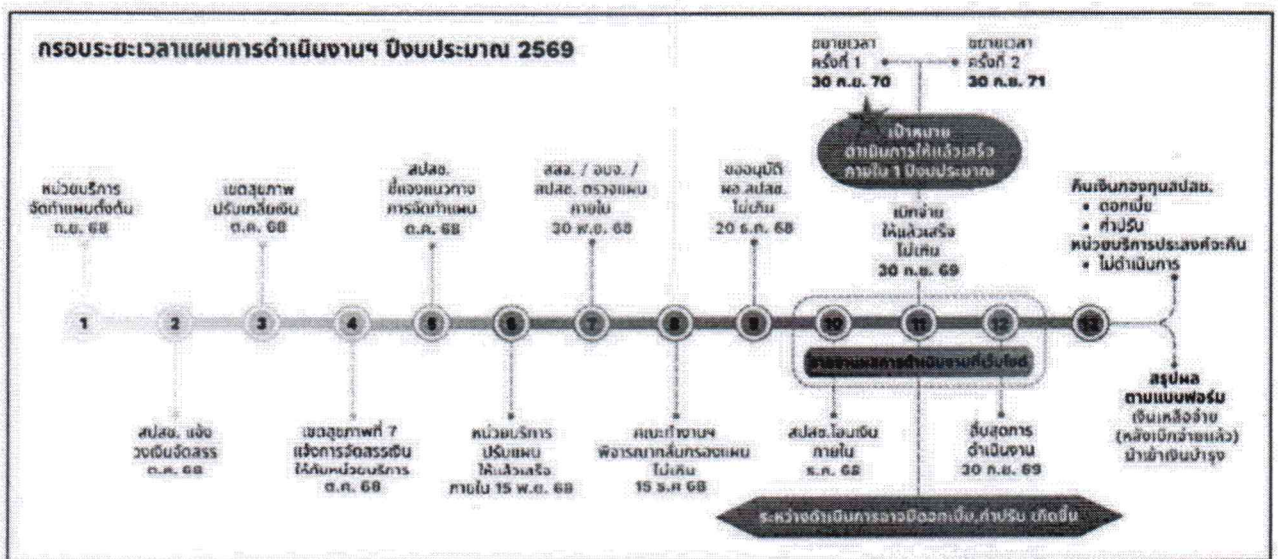 กรอบระยะเวลาแผนการดำเนินงานฯ ปีงบประมาณ 2569
ขยายเวลา
ครั้งที่ 1
30 ก.ย. 70
ขยายเวลา
ครั้งที่ 2
30 ก.ย. 71
เป้าหมาย
ดำเนินการให้แล้วเสร็จ
ภายใน 1 ปีงบประมาณ
หน่วยบริการ
จัดทำแผนตั้งต้น
ก.ย. 68
เขตสุขภาพ
ปรับเกลี่ยเงิน
ต.ค. 68
สปสช.
ชี้แจงแนวทาง
การจัดทำแผน
ต.ค. 68
สสจ. / อบจ. /
สปสช. ตรวจแผน
ภายใน
30 พ.ย. 68
ขออนุมัติ
ผอ.สปสช.
ไม่เกิน
20 ธ.ค. 68
เบิกจ่าย
ให้แล้วเสร็จ
ไม่เกิน
30 ก.ย. 69
คืนเงินกองทุนสปสช.
• ดอกเบี้ย
• ค่าปรับ
หน่วยบริการประสงค์จะคืน
• ไม่ดำเนินการ
1 2 3 4 5 6 7 8 9 10 11 12 13
รายงานผลการดำเนินงานที่เว็บไซต์
สปสช. แจ้ง
วงเงินจัดสรร
ต.ค. 68
เขตสุขภาพที่ 7
แจ้งการจัดสรรเงิน
ให้กับหน่วยบริการ
ต.ค. 68
หน่วยบริการ
ปรับแผน
ให้แล้วเสร็จ
ภายใน 15 พ.ย. 68
คณะทำงานฯ
พิจารณากลั่นกรองแผน
ไม่เกิน
15 ธ.ค 68
สปสช.โอนเงิน
ภายใน
ธ.ค. 68
สิ้นสุดการ
ดำเนินงาน
30 ก.ย. 69
สรุปผล
ตามแบบฟอร์ม
เงินเหลือจ่าย
(หลังเบิกจ่ายแล้ว)
นำเข้าเงินบำรุง
ระหว่างดำเนินการอาจมีดอกเบี้ย,ค่าปรับ เกิดขึ้น